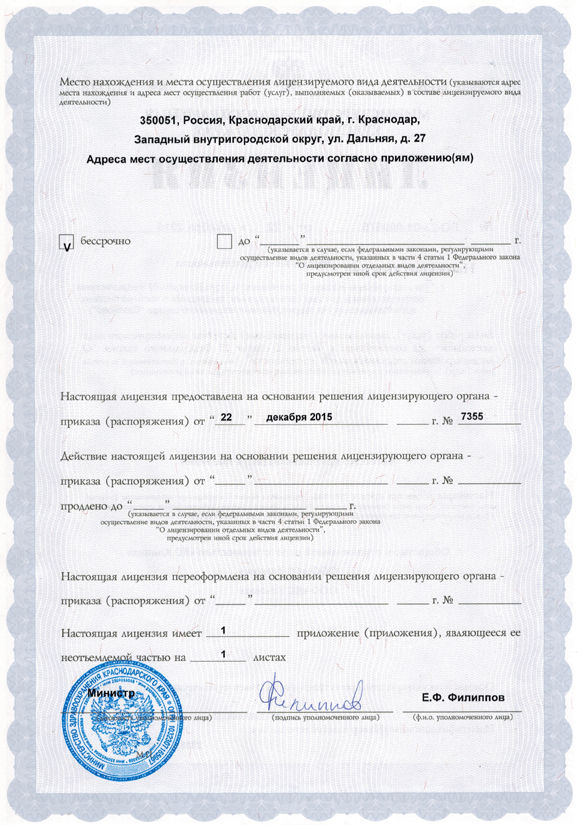 Место нахождения и места осуществления лицензируемого вида деятельности (указываются адрес
места нахождения и адреса мест осуществления работ (услуг), выполняемых (оказываемых) в составе лицензируемого вида
деятельности)
350051, Россия, Краснодарский край, г. Краснодар,
Западный внутригородской округ, ул. Дальняя, д. 27
Адреса мест осуществления деятельности согласно приложению(ям)
V бессрочно до “ ” г.
(указывается в случае, если федеральными законами, регулирующими
осуществление видов деятельности, указанных в части 4 статьи 1 Федерального закона
“О лицензировании отдельных видов деятельности”,
предусмотрен иной срок действия лицензии)
Настоящая лицензия предоставлена на основании решения лицензирующего органа -
приказа (распоряжения) от “ 22 ” декабря 2015 г. № 7355
Действие настоящей лицензии на основании решения лицензирующего органа -
приказа (распоряжения) от “ ” г. №
продлено до “ ” г.
(указывается в случае, если федеральными законами, регулирующими
осуществление видов деятельности, указанных в части 4 статьи 1 Федерального закона
“О лицензировании отдельных видов деятельности”,
предусмотрен иной срок действия лицензии)
Настоящая лицензия переоформлена на основании решения лицензирующего органа -
приказа (распоряжения) от “ ” г. №
Настоящая лицензия имеет 1 приложение (приложения), являющееся ее
неотъемлемой частью на 1 листах
Министр Филиппов Е.Ф. Филиппов
(должность уполномоченного лица) (подпись уполномоченного лица) (ф.и.о. уполномоченного лица)
МИНИСТЕРСТВО ЗДРАВООХРАНЕНИЯ КРАСНОДАРСКОГО КРАЯ